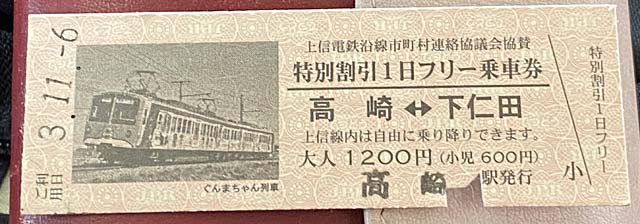 ご利用日
3.11.-6
ぐんまちゃん列車
上信電鉄沿線市町村連絡協議会協賛
特別割引1日フリー乗車券
高崎↔下仁田
上信線内は自由に乗り降りできます。
大人1200円(小児600円)
高崎駅発行
特別割引1日フリー
小